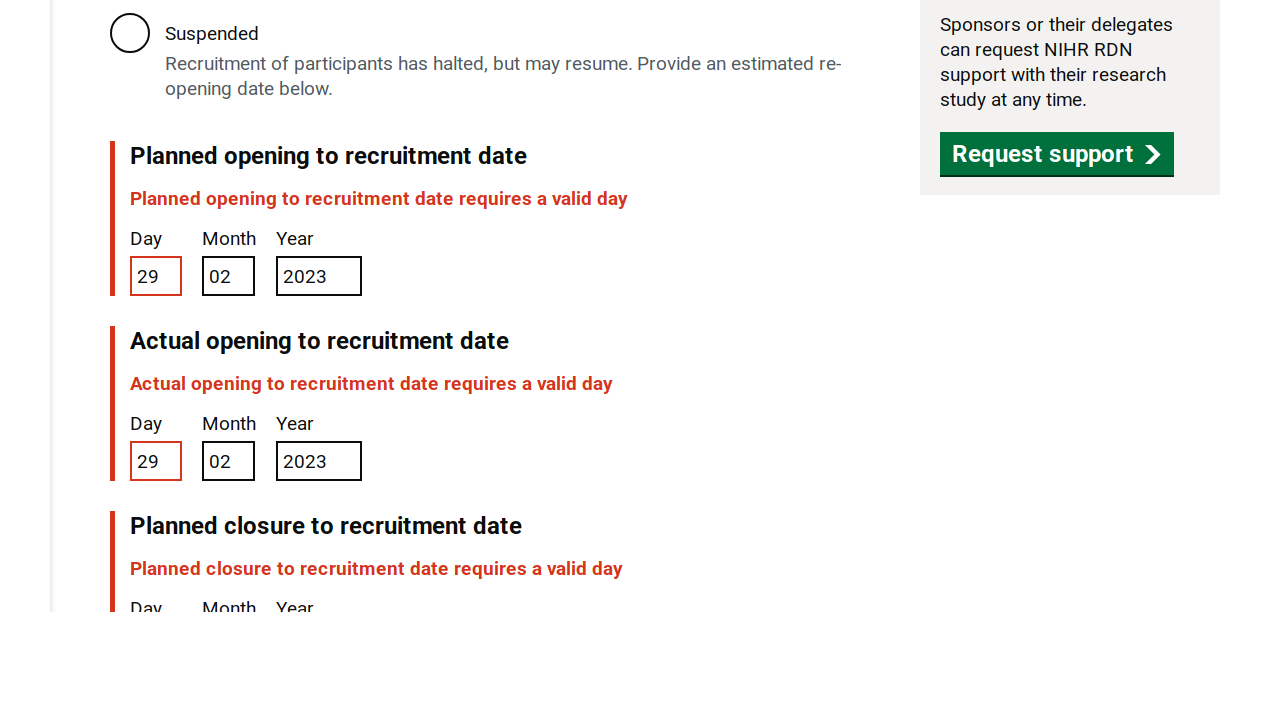 Suspended
Recruitment of participants has halted, but may resume. Provide an estimated re-
opening date below.
Planned opening to recruitment date
Planned opening to recruitment date requires a valid day
Day Month Year
29 02 2023
Actual opening to recruitment date
Actual opening to recruitment date requires a valid day
Day Month Year
29 02 2023
Planned closure to recruitment date
Planned closure to recruitment date requires a valid day
Day Month Year
Sponsors or their delegates
can request NIHR RDN
support with their research
study at any time.
Request support